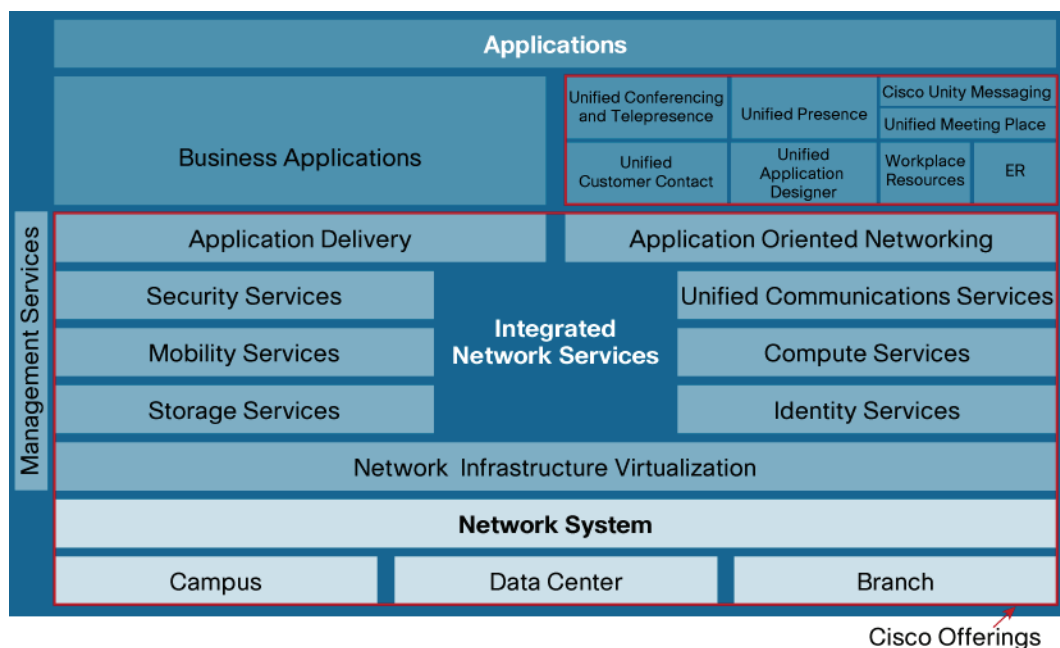 Applications
Business Applications
Unified Conferencing
and Telepresence
Unified Presence
Cisco Unity Messaging
Unified Meeting Place
Unified
Customer Contact
Unified
Application
Designer
Workplace
Resources
ER
Management Services
Application Delivery
Application Oriented Networking
Security Services
Mobility Services
Storage Services
Integrated
Network Services
Unified Communications Services
Compute Services
Identity Services
Network Infrastructure Virtualization
Network System
Campus
Data Center
Branch
Cisco Offerings